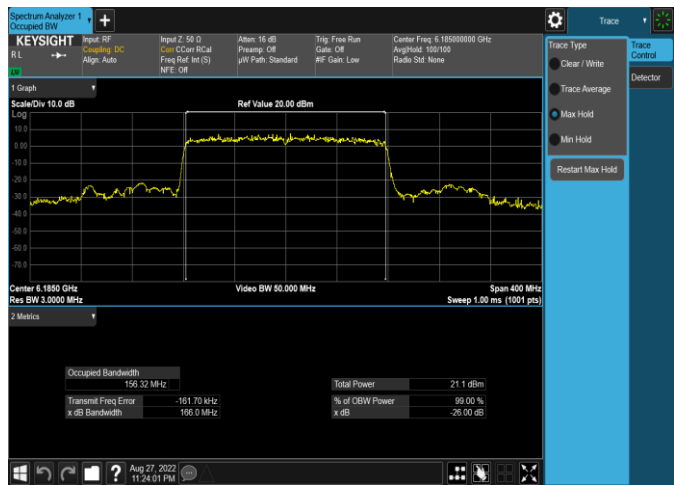 Spectrum Analyzer 1
Occupied BW
Trace
KEYSIGHT
R L
LW
Input: RF
Coupling: DC
Align: Auto
Input Z: 50 Ω
Corr CCorr RCal
Freq Ref: Int (S)
NFE: Off
Atten: 16 dB
Preamp: Off
µW Path: Standard
Trig: Free Run
Gate: Off
#IF Gain: Low
Center Freq: 6.185000000 GHz
Avg|Hold: 100/100
Radio Std: None
Trace Type
Clear / Write
Trace Average
Max Hold
Min Hold
Restart Max Hold
Trace
Control
Detector
1 Graph
Scale/Div 10.0 dB
Ref Value 20.00 dBm
Log
10.0
0.00
-10.0
-20.0
-30.0
-40.0
-50.0
-60.0
-70.0
Center 6.1850 GHz
Video BW 50.000 MHz
Span 400 MHz
Res BW 3.0000 MHz
Sweep 1.00 ms (1001 pts)
2 Metrics
Occupied Bandwidth
156.32 MHz
Total Power 21.1 dBm
Transmit Freq Error -161.70 kHz
% of OBW Power 99.00 %
x dB Bandwidth 166.0 MHz
x dB -26.00 dB
?
Aug 27, 2022
11:24:01 PM